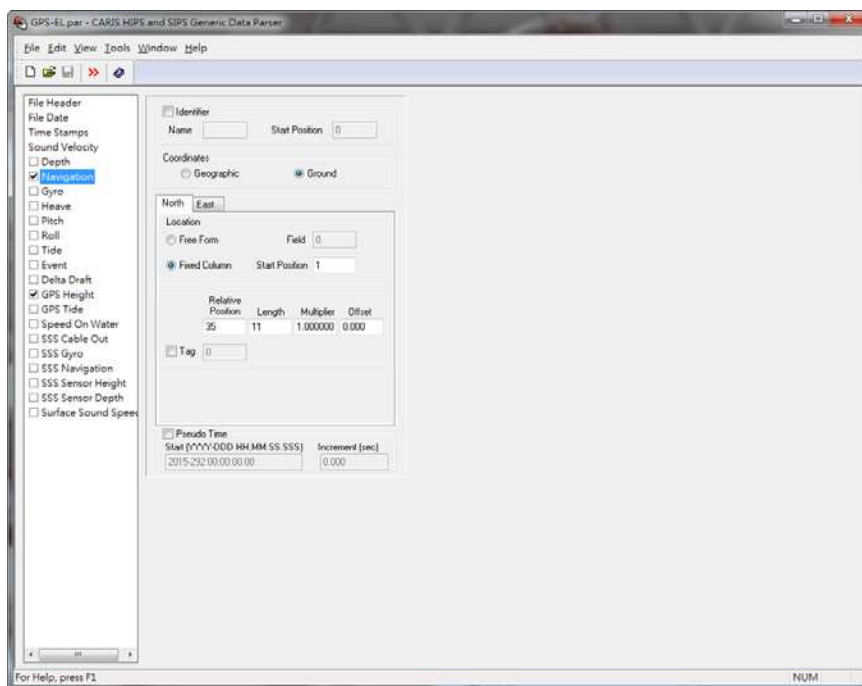 GPS-EL.par - CARIS HIPS and SIPS Generic Data Parser
File Edit View Tools Window Help
File Header
File Date
Time Stamps
Sound Velocity
Depth
Navigation
Gyro
Heave
Pitch
Roll
Tide
Event
Delta Draft
GPS Height
GPS Tide
Speed On Water
SSS Cable Out
SSS Gyro
SSS Navigation
SSS Sensor Height
SSS Sensor Depth
Surface Sound Speed
Identifier
Name Start Position 0
Coordinates
Geographic Ground
North East
Location
Free Form Field 0
Fixed Column Start Position 1
Relative Position Length Multiplier Offset
35 11 1.000000 0.000
Tag 0
Pseudo Time
Start (YYYY-DDD HH:MM:SS.SSS) Increment (sec)
2015-292:00:00:00.00 0.000
For Help, press F1 NUM